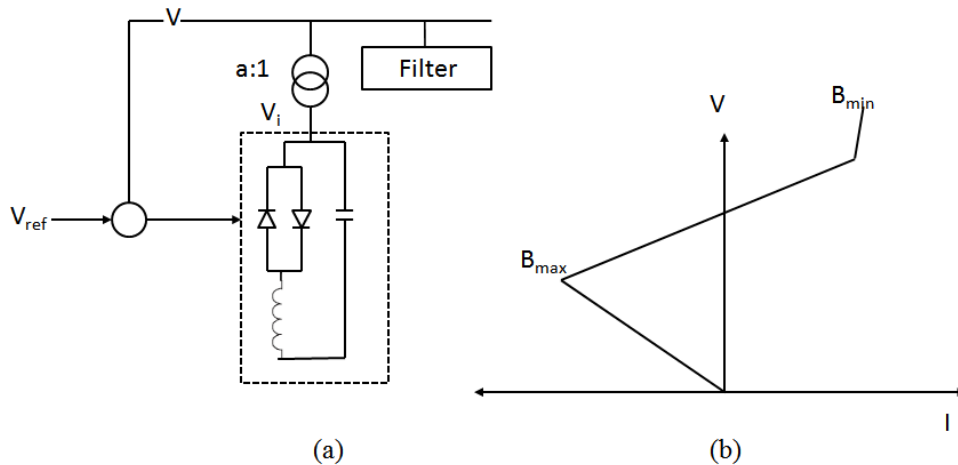 V
a:1
Filter
V_i
V_ref
(a)
V
B_min
B_max
I
(b)